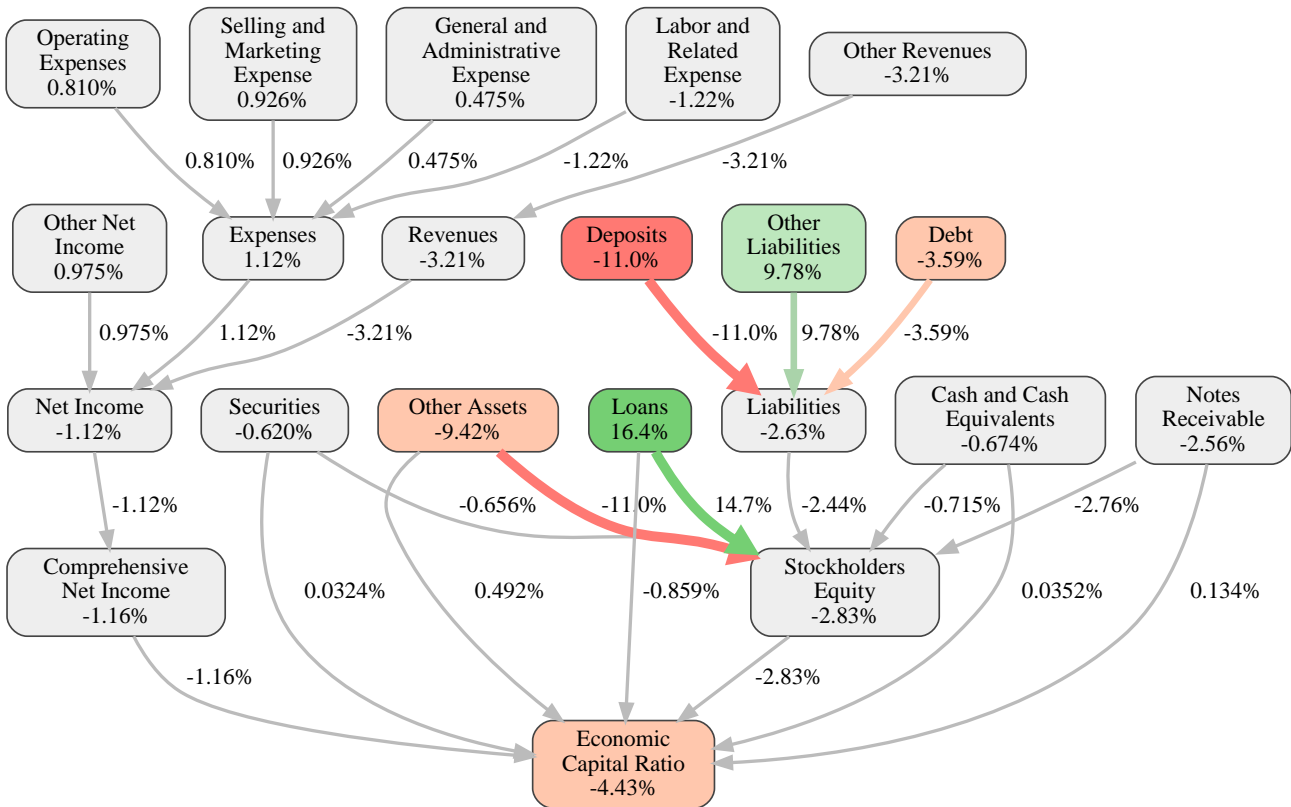 Operating
Expenses
0.810%
Selling and
Marketing
Expense
0.926%
General and
Administrative
Expense
0.475%
Labor and
Related
Expense
-1.22%
Other Revenues
-3.21%
0.810%
0.926%
0.475%
-1.22%
-3.21%
Other Net
Income
0.975%
Expenses
1.12%
Revenues
-3.21%
Deposits
-11.0%
Other
Liabilities
9.78%
Debt
-3.59%
0.975%
1.12%
-3.21%
-11.0%
9.78%
-3.59%
Net Income
-1.12%
Securities
-0.620%
Other Assets
-9.42%
Loans
16.4%
Liabilities
-2.63%
Cash and Cash
Equivalents
-0.674%
Notes
Receivable
-2.56%
-1.12%
-0.656%
-11.0%
14.7%
-2.44%
-0.715%
-2.76%
Comprehensive
Net Income
-1.16%
0.0324%
0.492%
-0.859%
Stockholders
Equity
-2.83%
0.0352%
0.134%
-1.16%
-2.83%
Economic
Capital Ratio
-4.43%